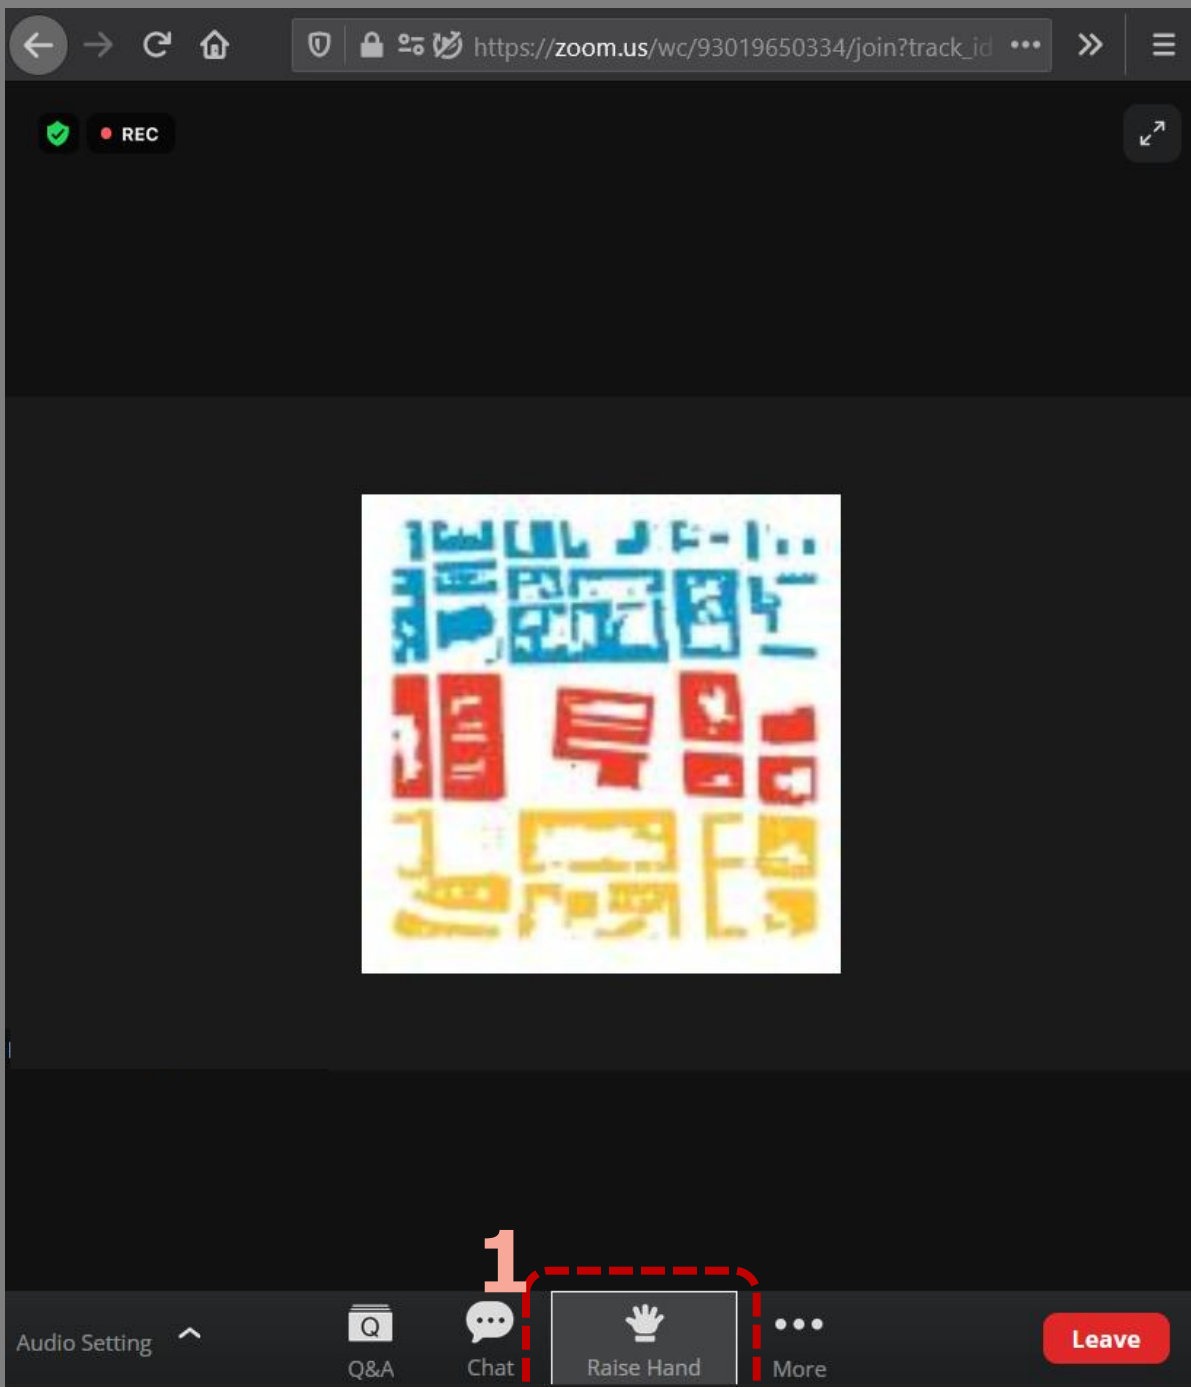 https://zoom.us/wc/93019650334/join?track_id
REC
1
Audio Setting
Q
Q&A
Chat
Raise Hand
More
Leave